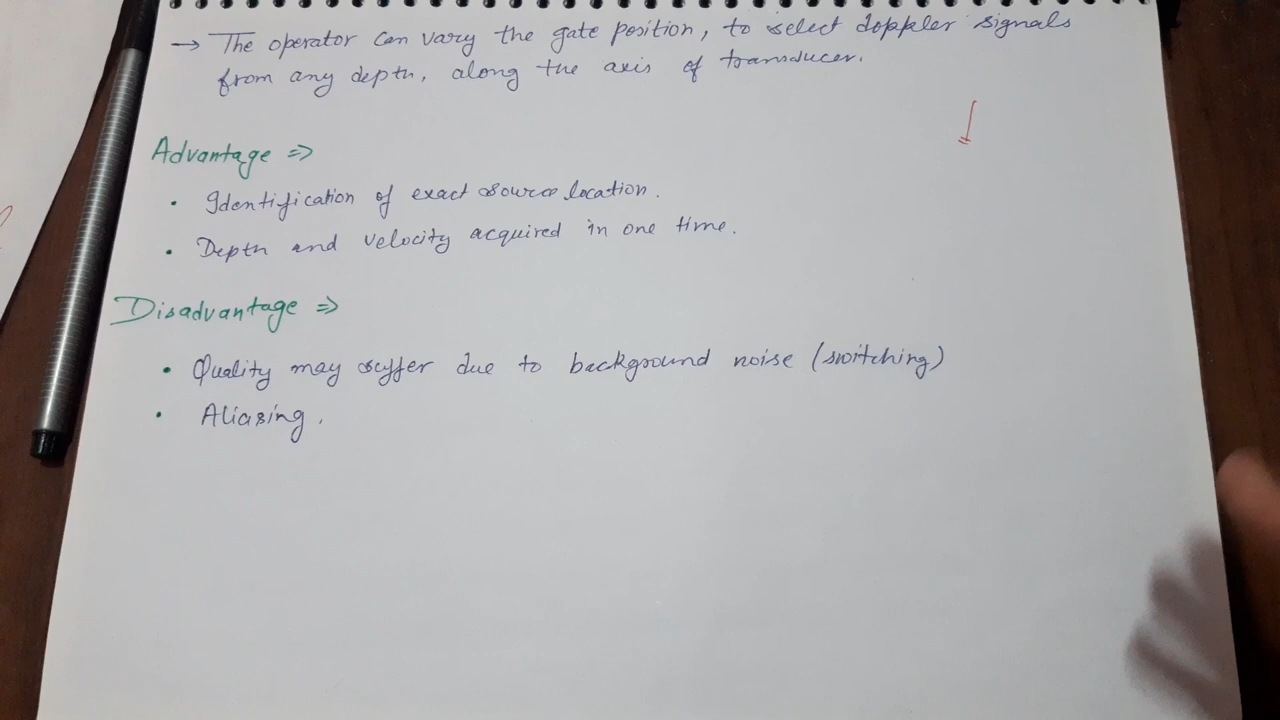 → The operator can vary the gate position, to select doppler signals
from any depth, along the axis of transducer.
Advantage ⇒
• Identification of exact source location.
• Depth and velocity acquired in one time.
Disadvantage ⇒
• Quality may suffer due to background noise (switching)
• Aliasing.